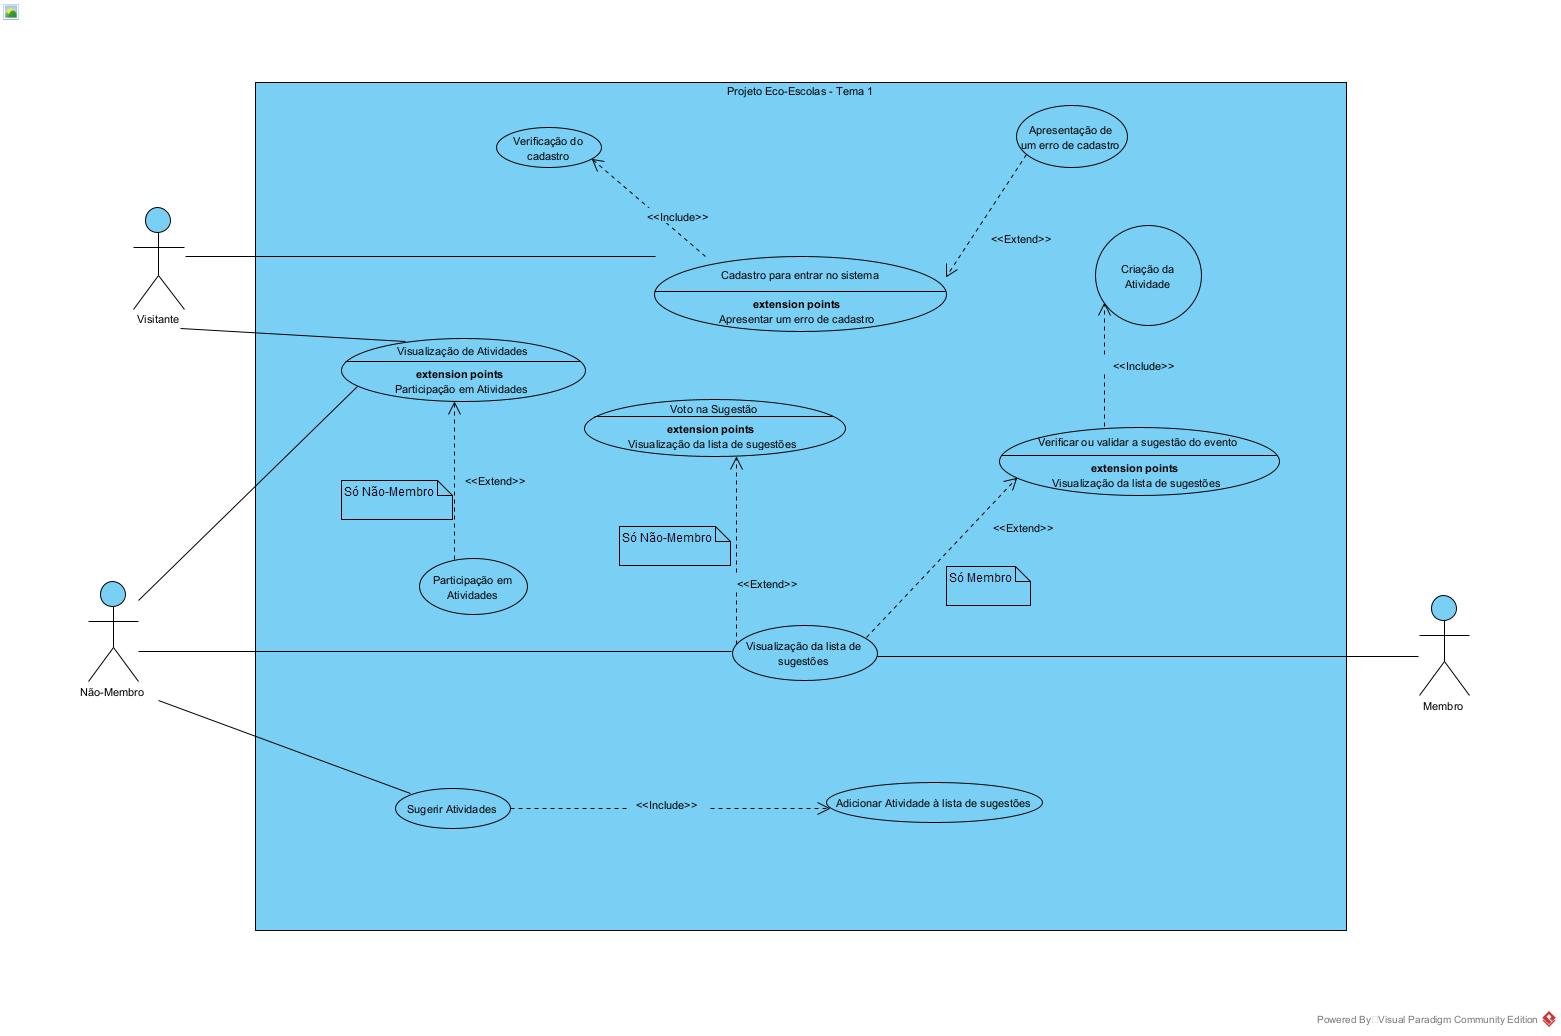 Projeto Eco-Escolas - Tema 1
Verificação do
cadastro
Apresentação de
um erro de cadastro
<<Include>>
<<Extend>>
Cadastro para entrar no sistema
extension points
Apresentar um erro de cadastro
Criação da
Atividade
Visitante
Visualização de Atividades
extension points
Participação em Atividades
<<Include>>
Voto na Sugestão
extension points
Visualização da lista de sugestões
Verificar ou validar a sugestão do evento
extension points
Visualização da lista de sugestões
<<Extend>>
Só Não-Membro
<<Extend>>
Só Não-Membro
Participação em
Atividades
<<Extend>>
Só Membro
Visualização da lista de
sugestões
Não-Membro
Membro
Sugerir Atividades
<<Include>>
Adicionar Atividade à lista de sugestões
Powered By Visual Paradigm Community Edition